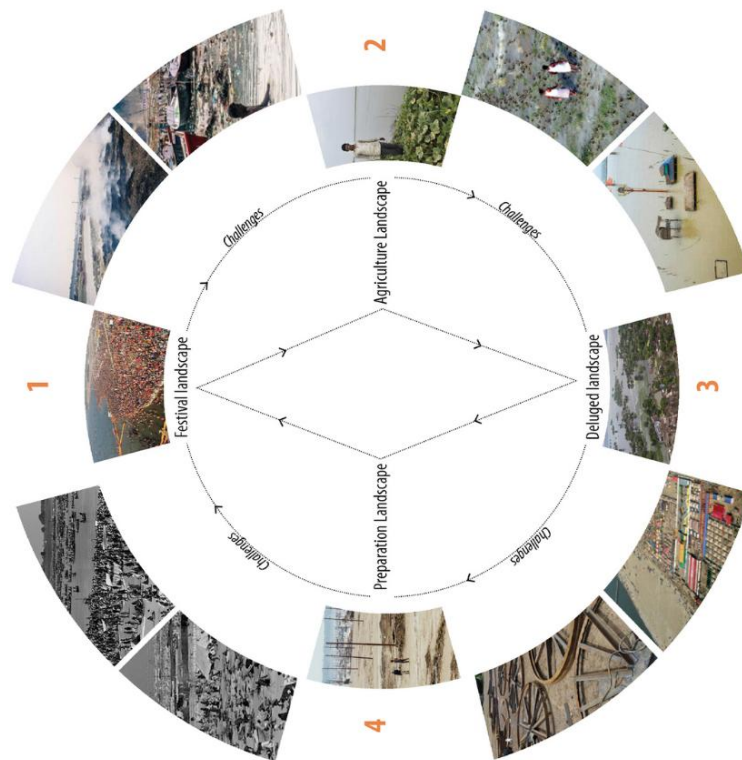 1
Festival landscape
Challenges
2
Agriculture Landscape
Challenges
3
Deluged landscape
Challenges
4
Preparation Landscape
Challenges